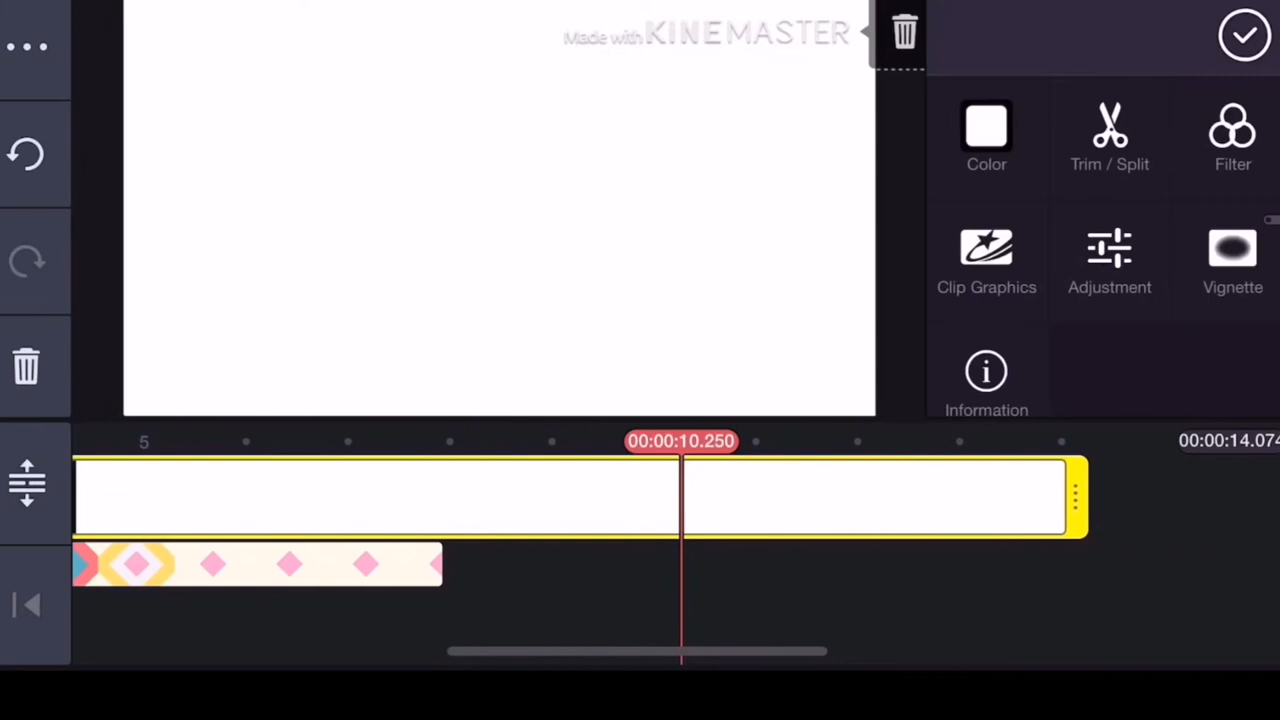 Made with KINEMASTER
Color
Trim / Split
Filter
Clip Graphics
Adjustment
Vignette
Information
5
00:00:10.250
00:00:14.074